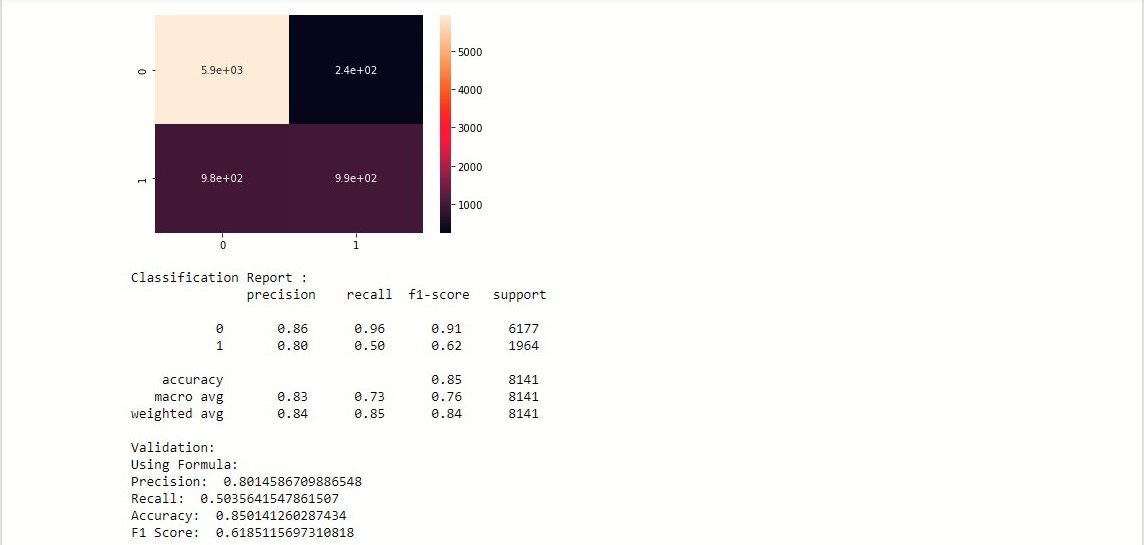 0
5.9e+03 2.4e+02
1
9.8e+02 9.9e+02
0 1
5000
4000
3000
2000
1000
Classification Report :
precision recall f1-score support
0 0.86 0.96 0.91 6177
1 0.80 0.50 0.62 1964
accuracy 0.85 8141
macro avg 0.83 0.73 0.76 8141
weighted avg 0.84 0.85 0.84 8141
Validation:
Using Formula:
Precision: 0.8014586709886548
Recall: 0.5035641547861507
Accuracy: 0.850141260287434
F1 Score: 0.6185115697310818